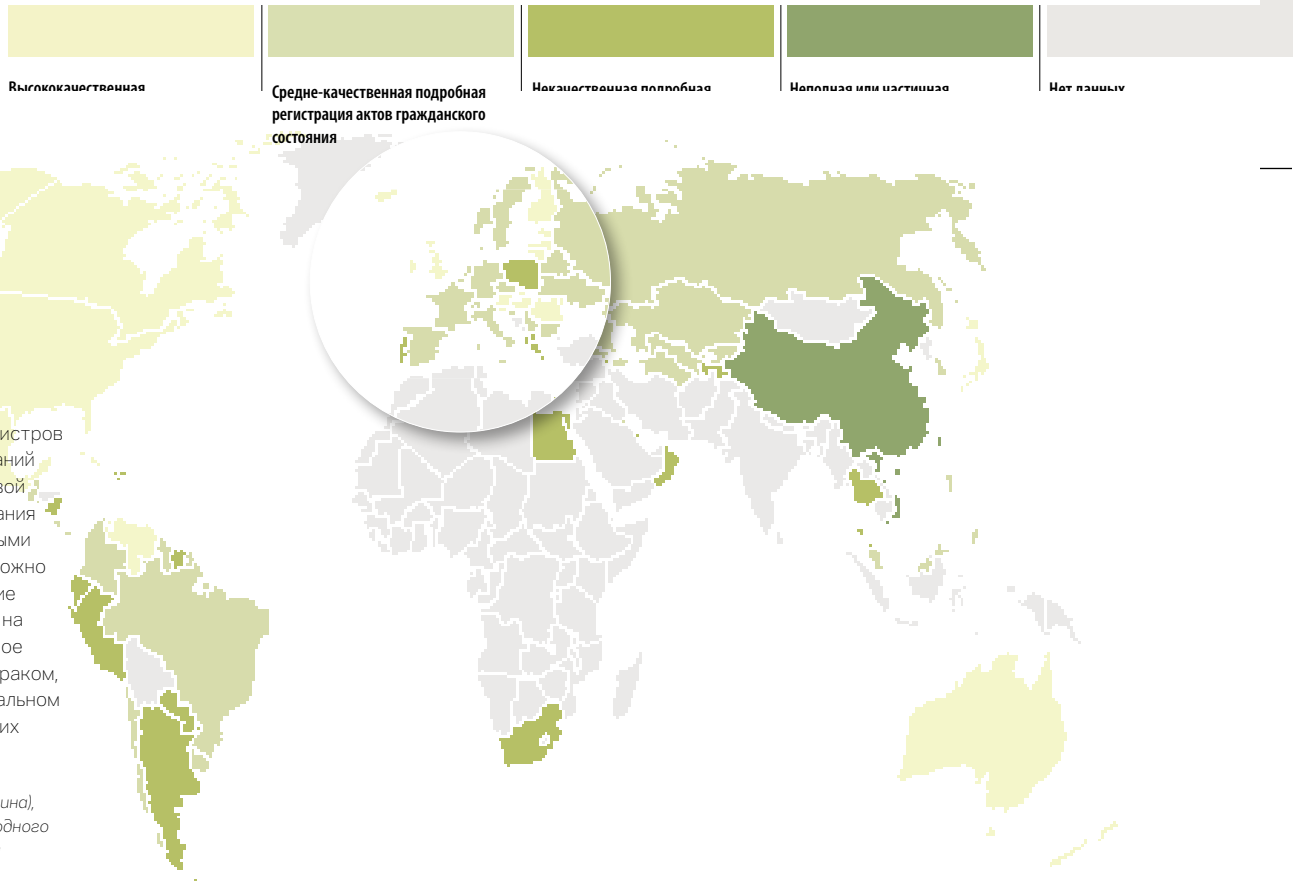 Высококачественная
Средне-качественная подробная
регистрация актов гражданского
состояния
Некачественная подробная
Неполная или частичная
Нет данных
истров
аний
вой
ания
ыми
ожно
ие
на
ое
раком,
альном
их
ина),
одного